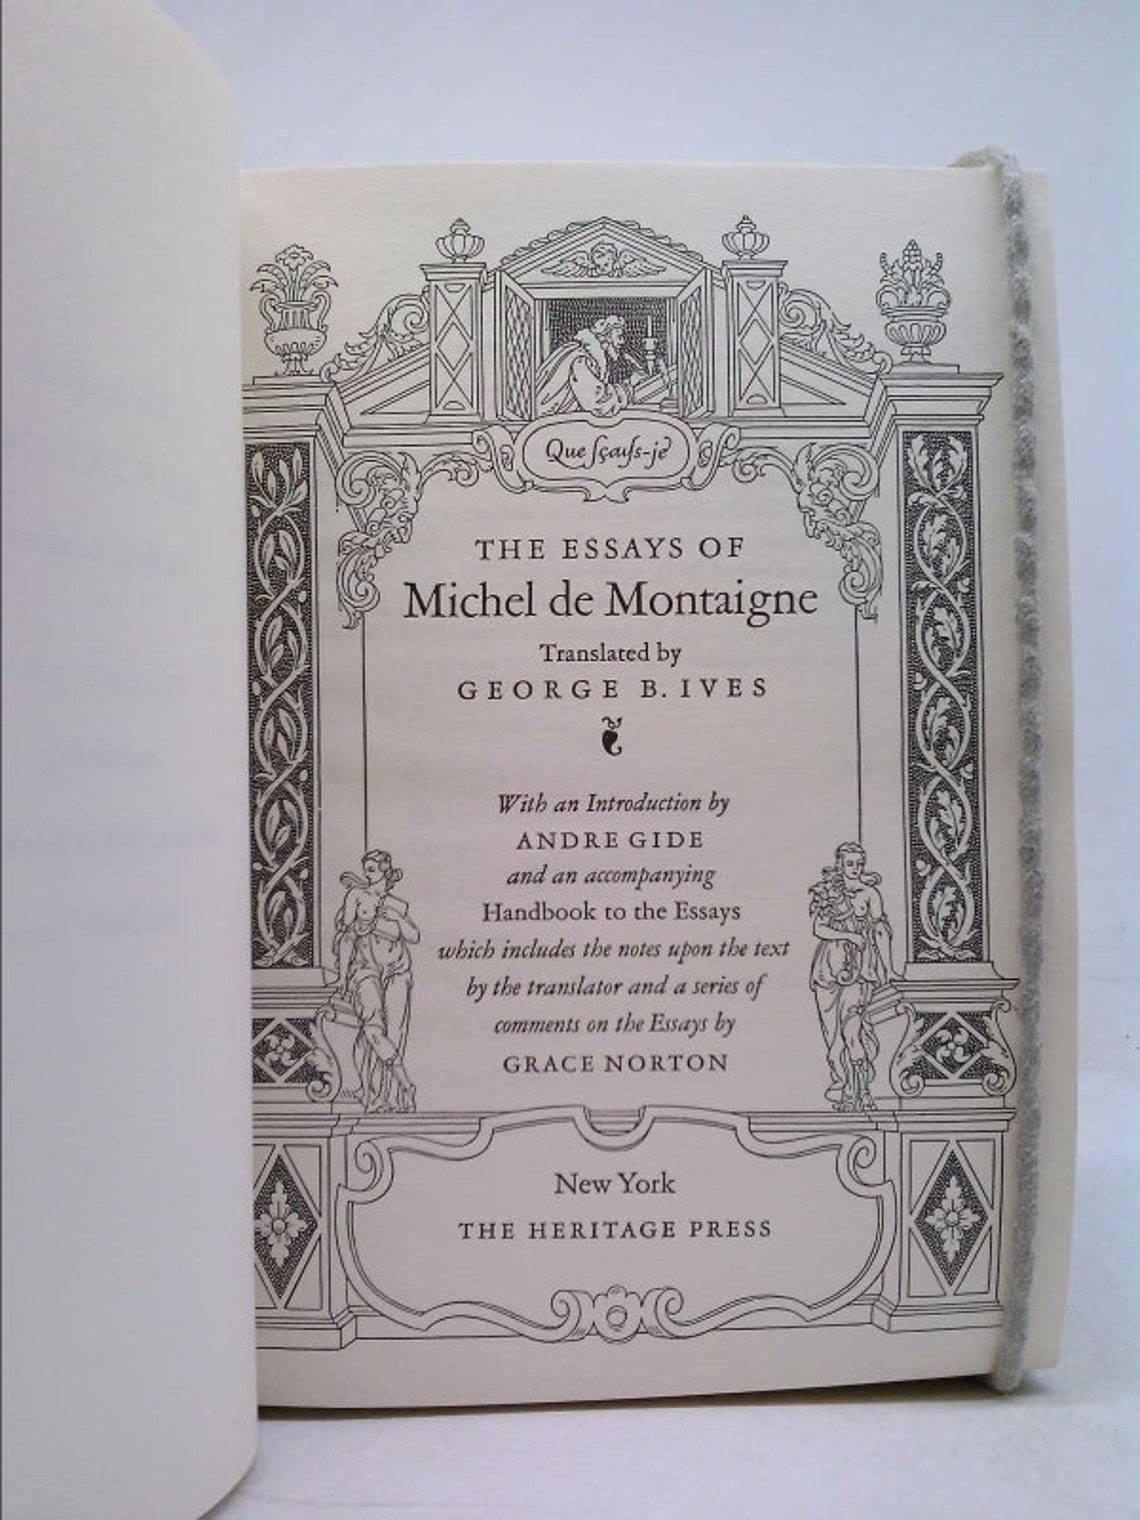 Que sçaẏs-je
THE ESSAYS OF
Michel de Montaigne
Translated by
GEORGE B. IVES
With an Introduction by
ANDRE GIDE
and an accompanying
Handbook to the Essays
which includes the notes upon the text
by the translator and a series of
comments on the Essays by
GRACE NORTON
New York
THE HERITAGE PRESS